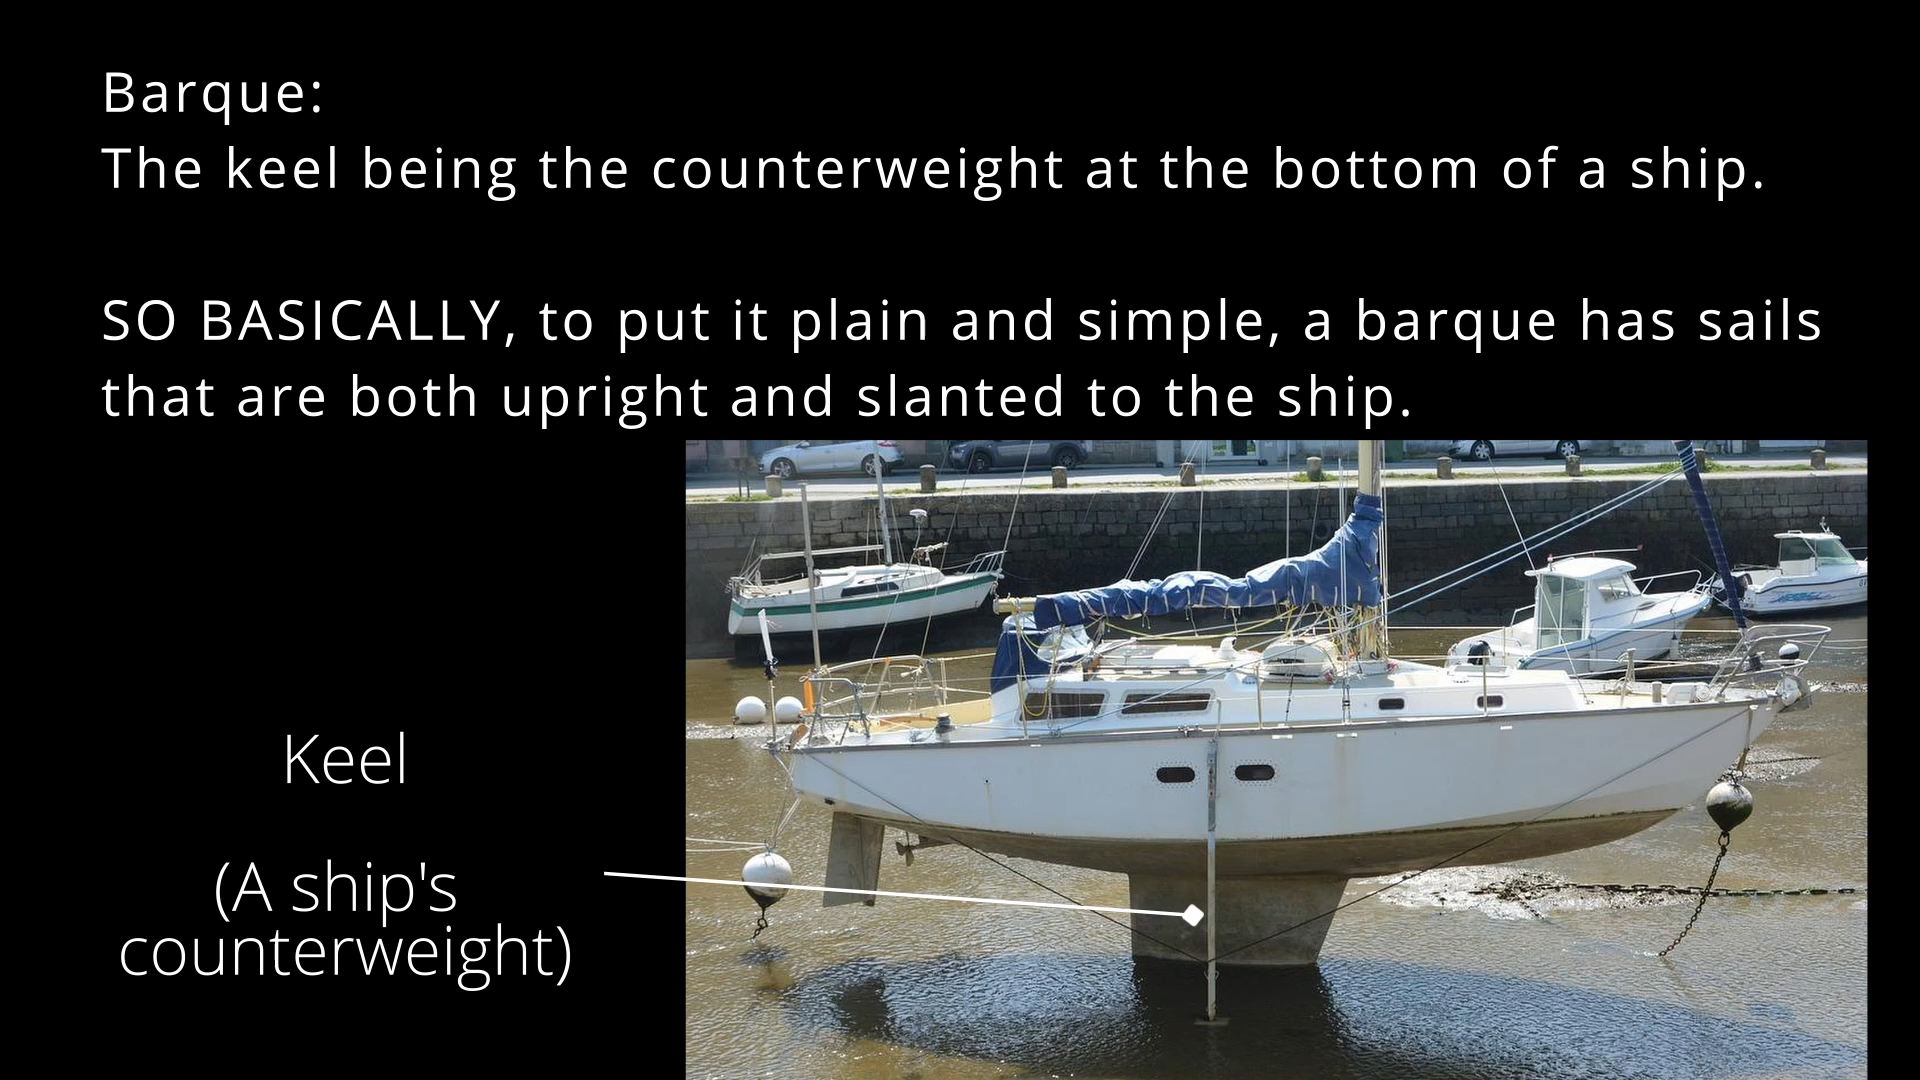 Barque:
The keel being the counterweight at the bottom of a ship.
SO BASICALLY, to put it plain and simple, a barque has sails
that are both upright and slanted to the ship.
Keel
(A ship's
counterweight)